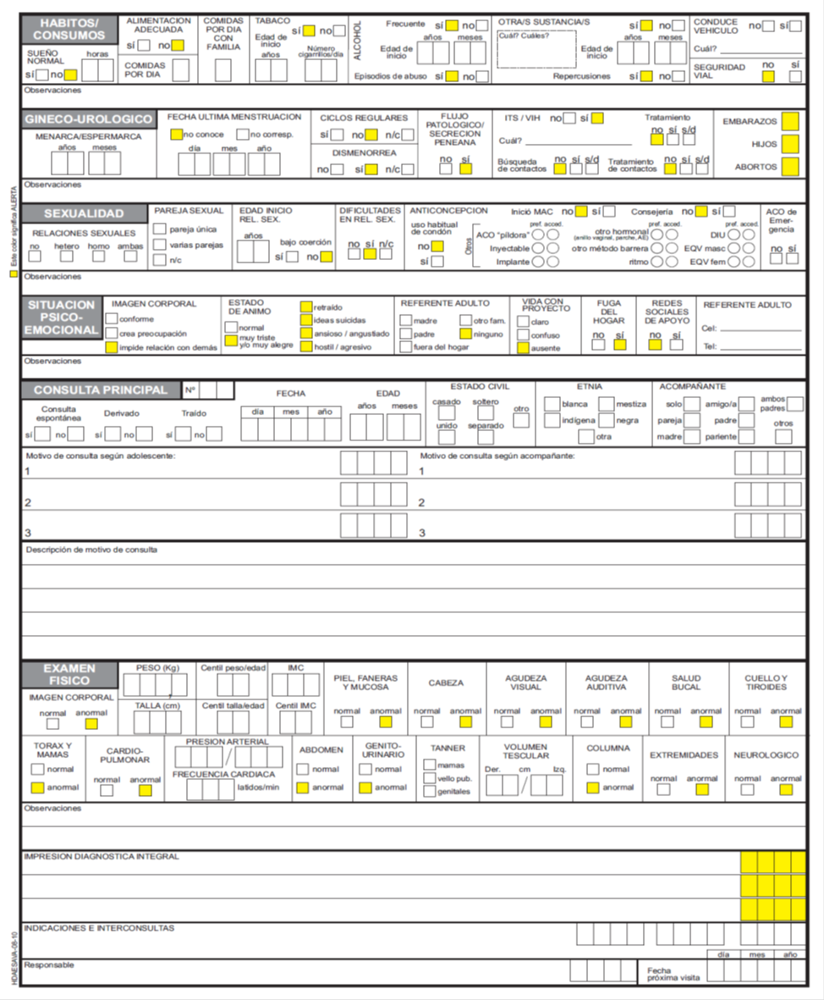 HABITOS/
CONSUMOS
SUEÑO
NORMAL
horas
sí no
ALIMENTACION
ADECUADA
sí no
COMIDAS
POR DIA
COMIDAS
POR DIA
CON
FAMILIA
TABACO
sí no
Edad de
inicio
años
Número
cigarrillos/día
ALCOHOL
Frecuente sí no
años meses
Edad de
inicio
Episodios de abuso sí no
OTRA/S SUSTANCIA/S
sí no
Cuál? Cuáles?
años meses
Edad de
inicio
Repercusiones sí no
CONDUCE
VEHICULO no sí
Cuál?
SEGURIDAD
VIAL
no sí
Observaciones
GINECO-UROLOGICO
MENARCA/ESPERMARCA
años meses
FECHA ULTIMA MENSTRUACION
no conoce no corresp.
día mes año
CICLOS REGULARES
sí no n/c
DISMENORREA
no sí n/c
FLUJO
PATOLOGICO/
SECRECION
PENEANA
no sí
ITS / VIH no sí
Cuál?
Tratamiento
no sí s/d
Búsqueda
de contactos
no sí s/d
Tratamiento
de contactos
no sí s/d
EMBARAZOS
HIJOS
ABORTOS
Observaciones
Este color significa ALERTA
SEXUALIDAD
RELACIONES SEXUALES
no hetero homo ambas
PAREJA SEXUAL
pareja única
varias parejas
n/c
EDAD INICIO
REL. SEX.
años
bajo coerción
sí no
DIFICULTADES
EN REL. SEX.
no sí n/c
ANTICONCEPCION
uso habitual
de condón
no
sí
Inició MAC no sí
Consejería no sí
Otros
pref. acced.
ACO "píldora"
Inyectable
Implante
pref. acced.
otro hormonal
(anillo vaginal, parche, AE)
otro método barrera
ritmo
pref. acced.
DIU
EQV masc
EQV fem
ACO de
Emer-
gencia
no sí
Observaciones
SITUACION
PSICO-
EMOCIONAL
IMAGEN CORPORAL
conforme
crea preocupación
impide relación con demás
ESTADO
DE ANIMO
normal
muy triste
y/o muy alegre
retraído
ideas suicidas
ansioso / angustiado
hostil / agresivo
REFERENTE ADULTO
madre otro fam.
padre ninguno
fuera del hogar
VIDA CON
PROYECTO
claro
confuso
ausente
FUGA
DEL
HOGAR
no sí
REDES
SOCIALES
DE APOYO
no sí
REFERENTE ADULTO
Cel:
Tel:
Observaciones
CONSULTA PRINCIPAL
Nº
Consulta
espontánea
sí no
Derivado
sí no
Traído
sí no
FECHA
día mes año
EDAD
años meses
ESTADO CIVIL
casado soltero otro
unido separado
ETNIA
blanca mestiza
indígena negra
otra
ACOMPAÑANTE
solo amigo/a ambos
padres
pareja padre otros
madre pariente
Motivo de consulta según adolescente:
1
2
3
Motivo de consulta según acompañante:
1
2
3
Descripción de motivo de consulta
EXAMEN
FISICO
IMAGEN CORPORAL
normal anormal
PESO (Kg)
,
TALLA (cm)
Centil peso/edad
Centil talla/edad
IMC
Centil IMC
PIEL, FANERAS
Y MUCOSA
normal anormal
CABEZA
normal anormal
AGUDEZA
VISUAL
normal anormal
AGUDEZA
AUDITIVA
normal anormal
SALUD
BUCAL
normal anormal
CUELLO Y
TIROIDES
normal anormal
TORAX Y
MAMAS
normal
anormal
CARDIO-
PULMONAR
normal anormal
PRESION ARTERIAL
/
FRECUENCIA CARDIACA
latidos/min
ABDOMEN
normal
anormal
GENITO-
URINARIO
normal
anormal
TANNER
mamas
vello pub.
genitales
VOLUMEN
TESCULAR
Der. cm Izq.
/
COLUMNA
normal
anormal
EXTREMIDADES
normal anormal
NEUROLOGICO
normal anormal
Observaciones
IMPRESION DIAGNOSTICA INTEGRAL
INDICACIONES E INTERCONSULTAS
Responsable
día mes año
Fecha
próxima visita
HDAESAVA-08-10